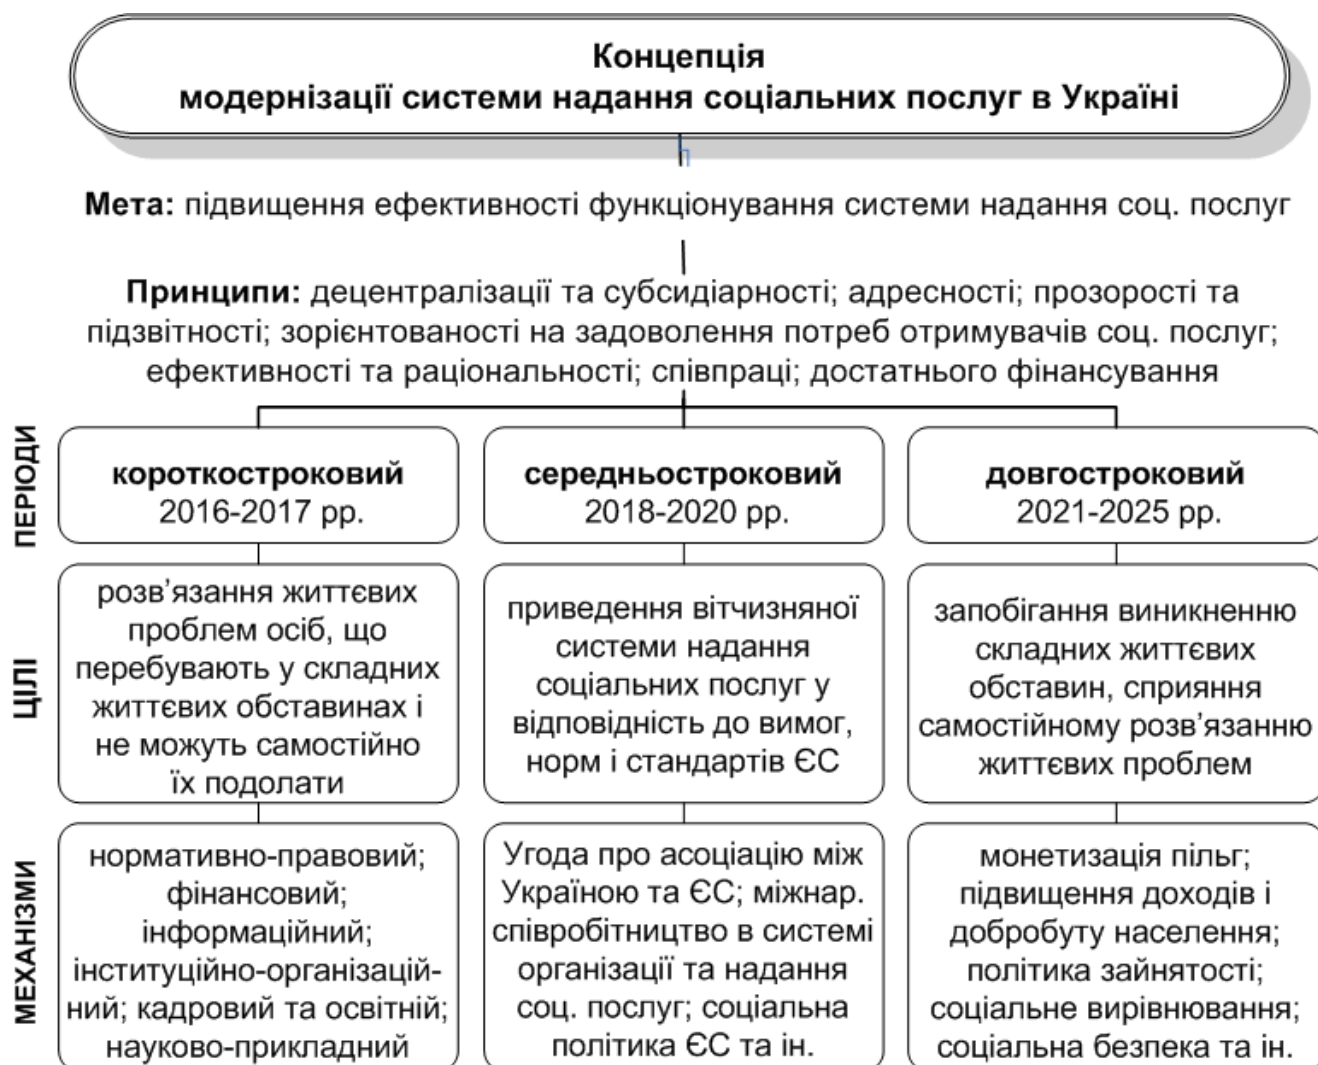 Концепція
модернізації системи надання соціальних послуг в Україні
Мета: підвищення ефективності функціонування системи надання соц. послуг
Принципи: децентралізації та субсидіарності; адресності; прозорості та
підзвітності; зорієнтованості на задоволення потреб отримувачів соц. послуг;
ефективності та раціональності; співпраці; достатнього фінансування
ПЕРІОДИ
короткостроковий
2016-2017 рр.
середньостроковий
2018-2020 рр.
довгостроковий
2021-2025 рр.
ЦІЛІ
розв’язання життєвих
проблем осіб, що
перебувають у складних
життєвих обставинах і
не можуть самостійно
їх подолати
приведення вітчизняної
системи надання
соціальних послуг у
відповідність до вимог,
норм і стандартів ЄС
запобігання виникненню
складних життєвих
обставин, сприяння
самостійному розв’язанню
життєвих проблем
МЕХАНІЗМИ
нормативно-правовий;
фінансовий;
інформаційний;
інституційно-організацій-
ний; кадровий та освітній;
науково-прикладний
Угода про асоціацію між
Україною та ЄС; міжнар.
співробітництво в системі
організації та надання
соц. послуг; соціальна
політика ЄС та ін.
монетизація пільг;
підвищення доходів і
добробуту населення;
політика зайнятості;
соціальне вирівнювання;
соціальна безпека та ін.